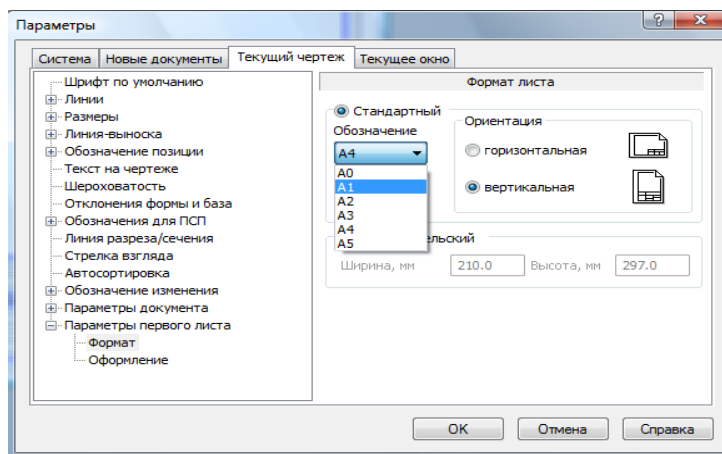 Параметры
Система Новые документы Текущий чертеж Текущее окно
Шрифт по умолчанию
Линии
Размеры
Линия-выноска
Обозначение позиции
Текст на чертеже
Шероховатость
Отклонения формы и база
Обозначения для ПСП
Линия разреза/сечения
Стрелка взгляда
Автосортировка
Обозначение изменения
Параметры документа
Параметры первого листа
Формат
Оформление
Формат листа
Стандартный
Обозначение
A4
A0
A1
A2
A3
A4
A5
Ориентация
горизонтальная
вертикальная
Ширина, мм 210.0 Высота, мм 297.0
OK Отмена Справка